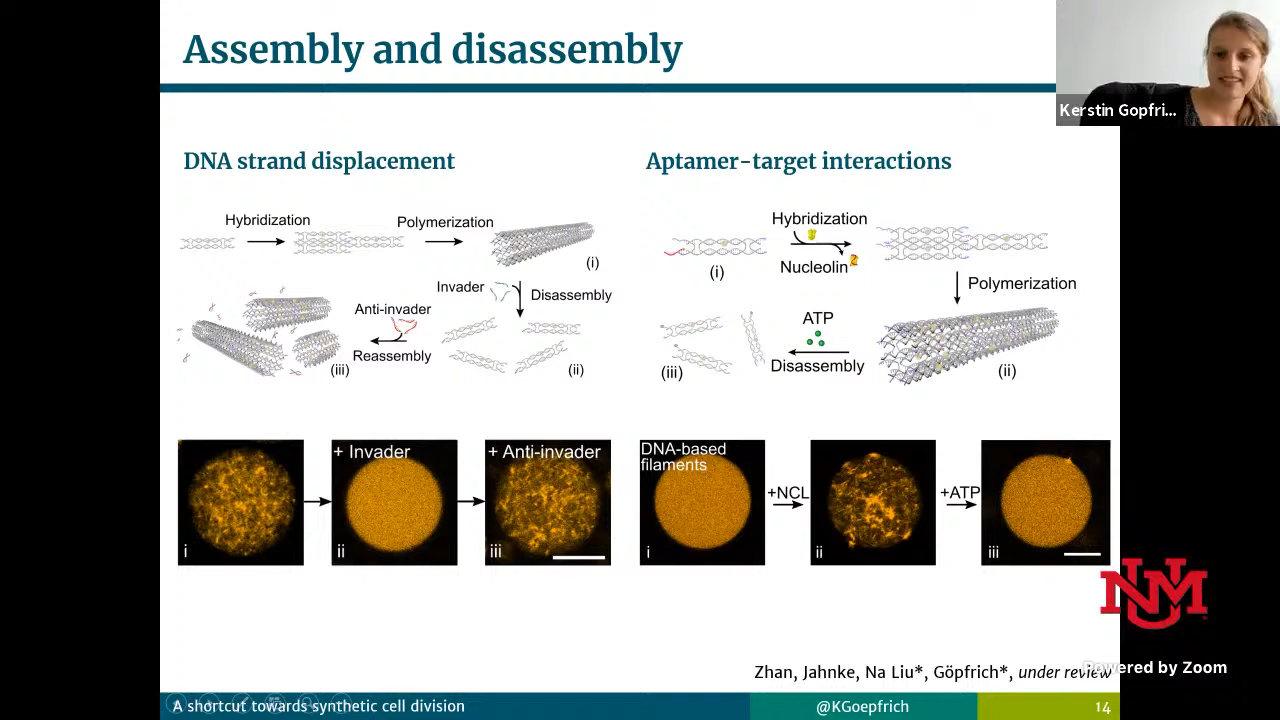 Assembly and disassembly
Kerstin Gopfri...
DNA strand displacement
Hybridization
Polymerization
(i)
Invader
Disassembly
Anti-invader
Reassembly
(iii)
(ii)
Aptamer-target interactions
Hybridization
Nucleolin
(i)
Polymerization
ATP
Disassembly
(iii)
(ii)
i
+ Invader
ii
+ Anti-invader
iii
DNA-based
filaments
i
+NCL
ii
+ATP
iii
UNM
Zhan, Jahnke, Na Liu*, Göpfrich*, under review
Powered by Zoom
A shortcut towards synthetic cell division
@KGoepfrich
14